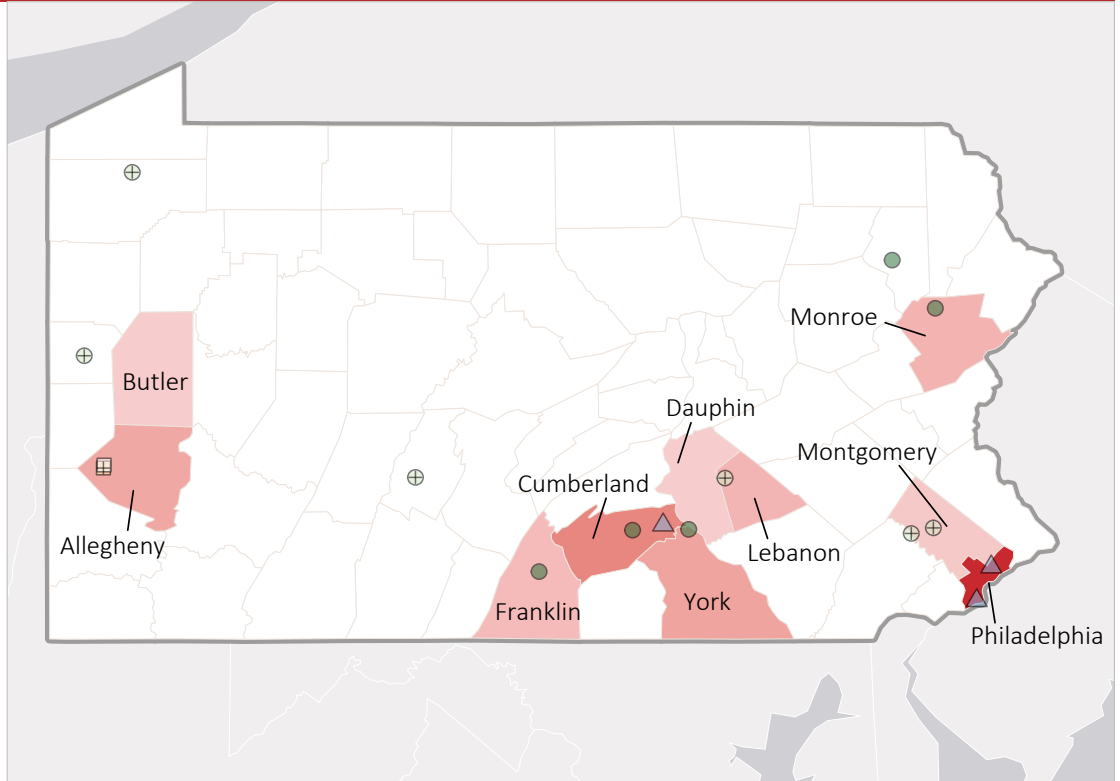 Monroe
Butler
Dauphin
Montgomery
Cumberland
Allegheny
Lebanon
Franklin
York
Philadelphia